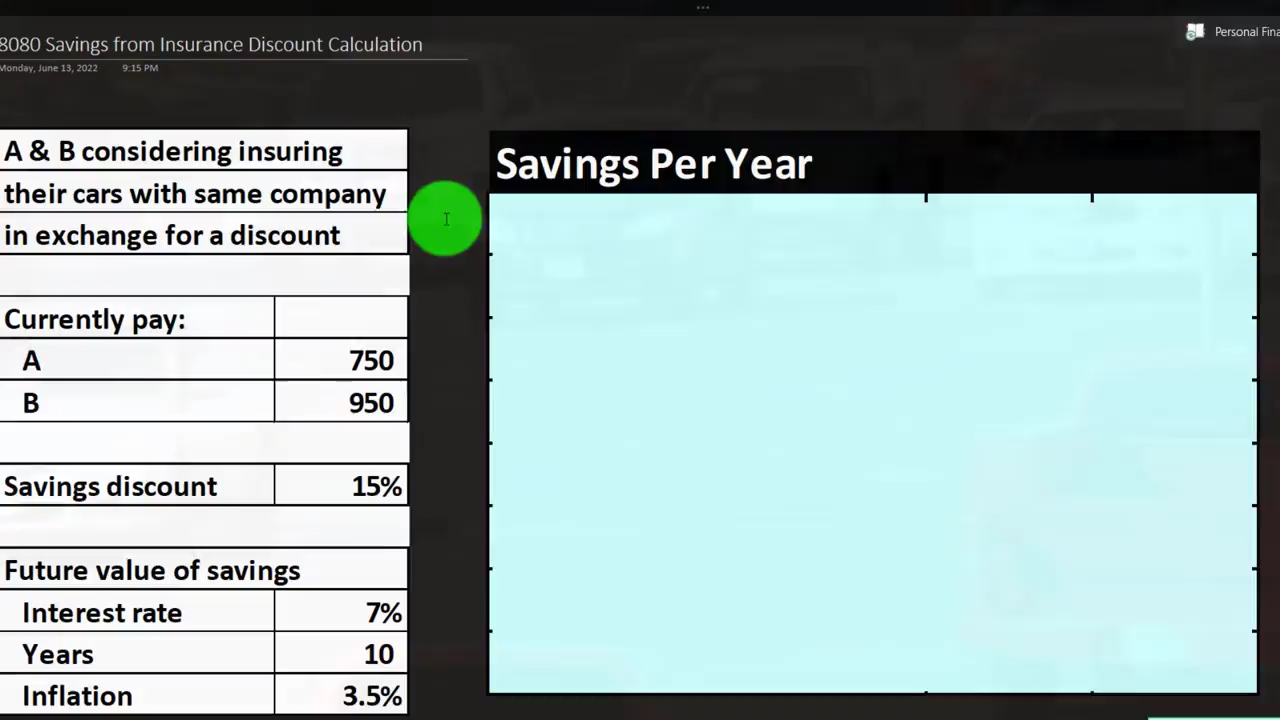 8080 Savings from Insurance Discount Calculation
Monday, June 13, 2022 9:15 PM
Personal Fina
A & B considering insuring
their cars with same company
in exchange for a discount
Currently pay:
A 750
B 950
Savings discount 15%
Future value of savings
Interest rate 7%
Years 10
Inflation 3.5%
Savings Per Year